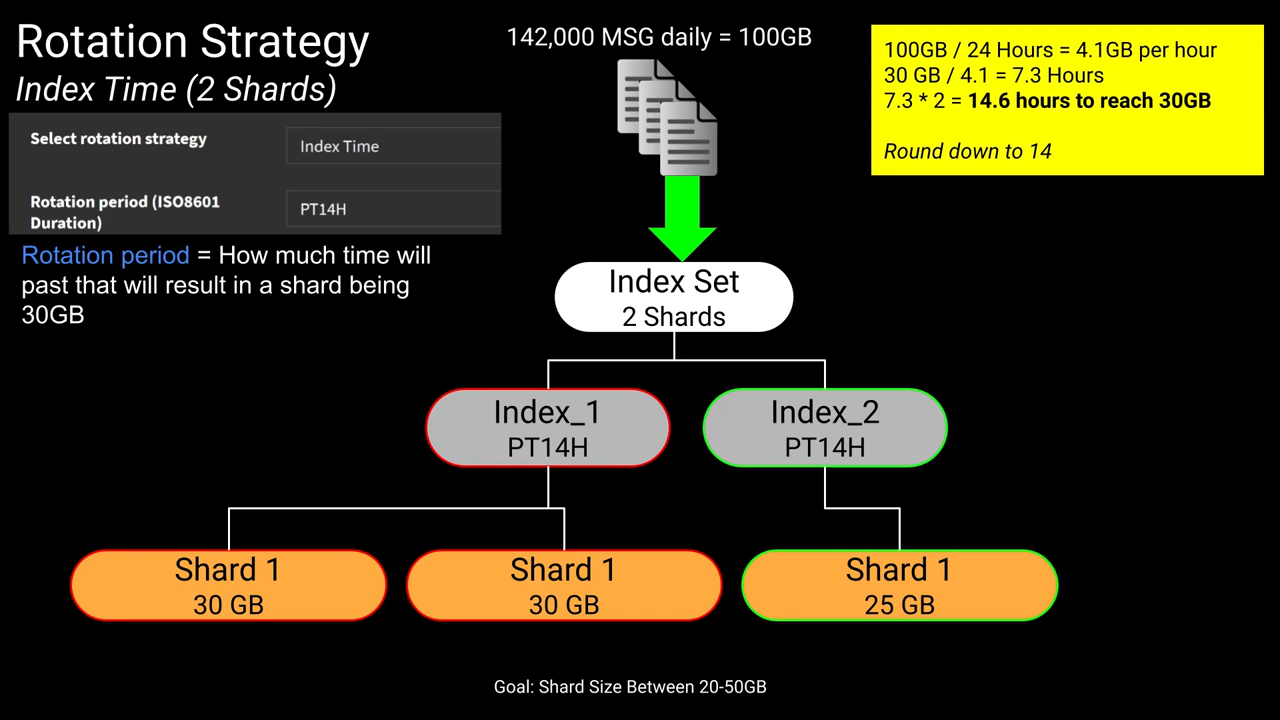 Rotation Strategy
Index Time (2 Shards)
142,000 MSG daily = 100GB
100GB / 24 Hours = 4.1GB per hour
30 GB / 4.1 = 7.3 Hours
7.3 * 2 = 14.6 hours to reach 30GB
Round down to 14
Select rotation strategy
Index Time
Rotation period (ISO8601
Duration)
PT14H
Rotation period = How much time will
past that will result in a shard being
30GB
Index Set
2 Shards
Index_1
PT14H
Index_2
PT14H
Shard 1
30 GB
Shard 1
30 GB
Shard 1
25 GB
Goal: Shard Size Between 20-50GB